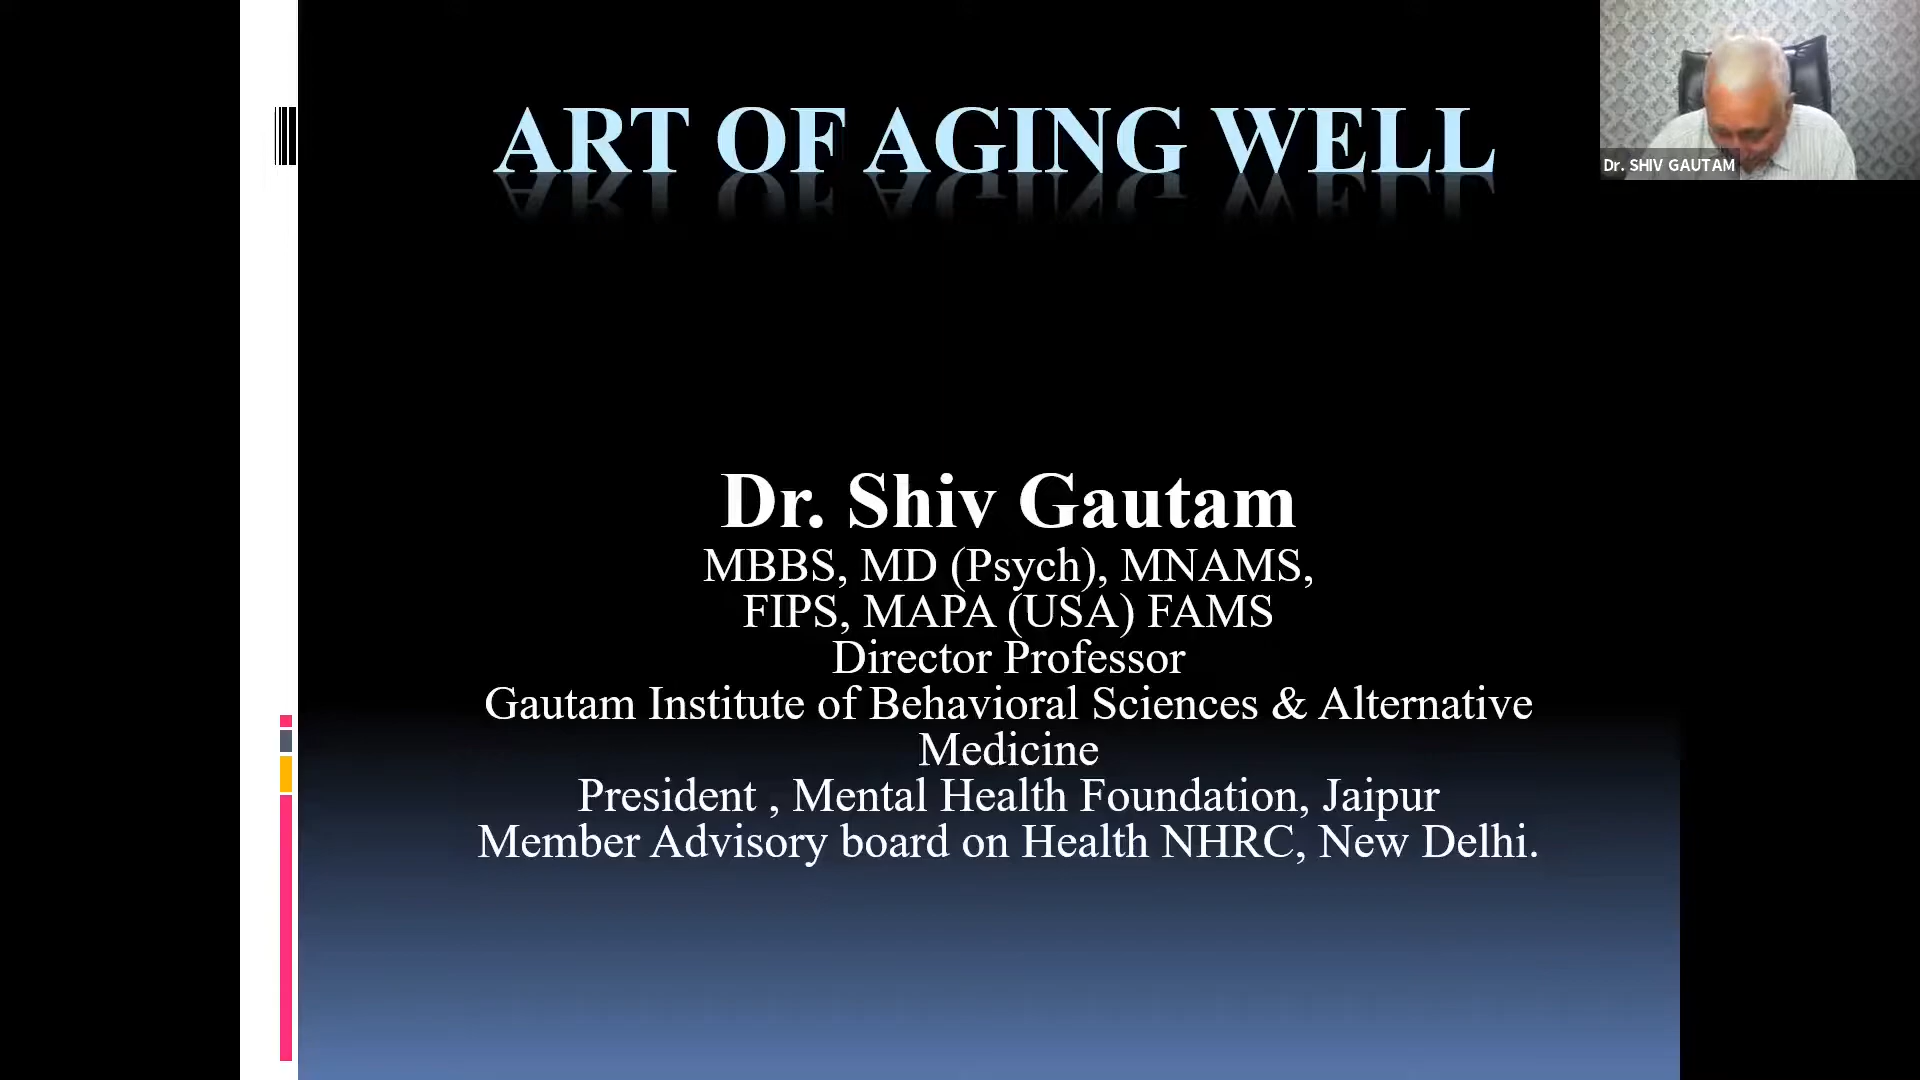 ART OF AGING WELL
Dr. SHIV GAUTAM
Dr. Shiv Gautam
MBBS, MD (Psych), MNAMS,
FIPS, MAPA (USA) FAMS
Director Professor
Gautam Institute of Behavioral Sciences & Alternative
Medicine
President , Mental Health Foundation, Jaipur
Member Advisory board on Health NHRC, New Delhi.